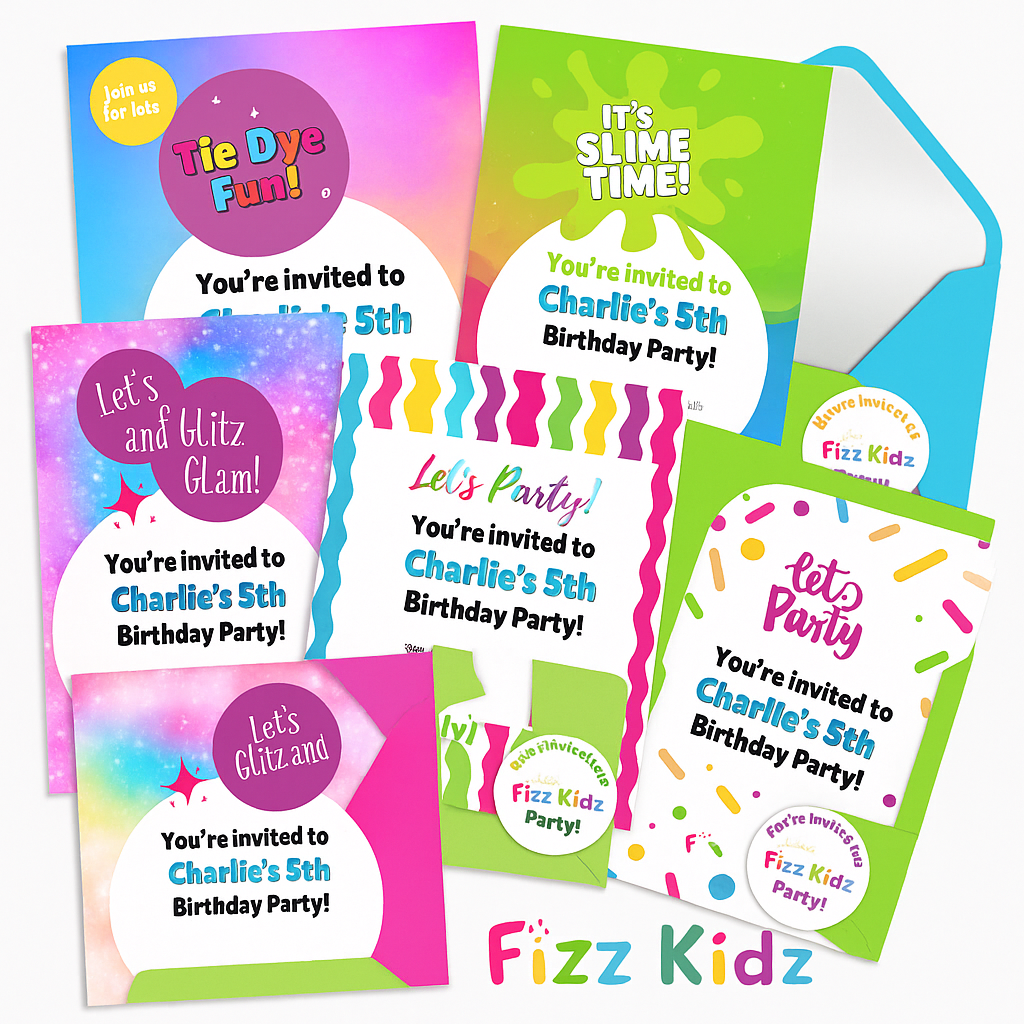 Join us
for lots
Tie Dye
Fun!
You're invited to
Charlie's 5th
IT'S
SLIME
TIME!
You're invited to
Charlie's 5th
Birthday Party!
Let's
and Glitz
Glam!
You're invited to
Charlie's 5th
Birthday Party!
Let's Party!
You're invited to
Charlie's 5th
Birthday Party!
Fizz Kidz
let's
Party
You're invited to
Charlle's 5th
Birthday Party!
Let's
Glitz and
You're invited to
Charlie's 5th
Birthday Party!
Fizz Kidz
Party!
Fizz Kidz
Party!
Fizz Kidz